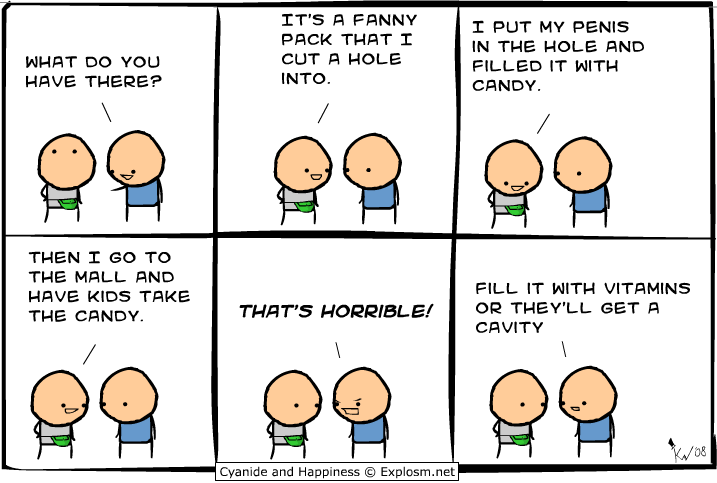 WHAT DO YOU
HAVE THERE?
IT'S A FANNY
PACK THAT I
CUT A HOLE
INTO.
I PUT MY PENIS
IN THE HOLE AND
FILLED IT WITH
CANDY.
THEN I GO TO
THE MALL AND
HAVE KIDS TAKE
THE CANDY.
THAT'S HORRIBLE!
FILL IT WITH VITAMINS
OR THEY'LL GET A
CAVITY
KW '08
Cyanide and Happiness © Explosm.net